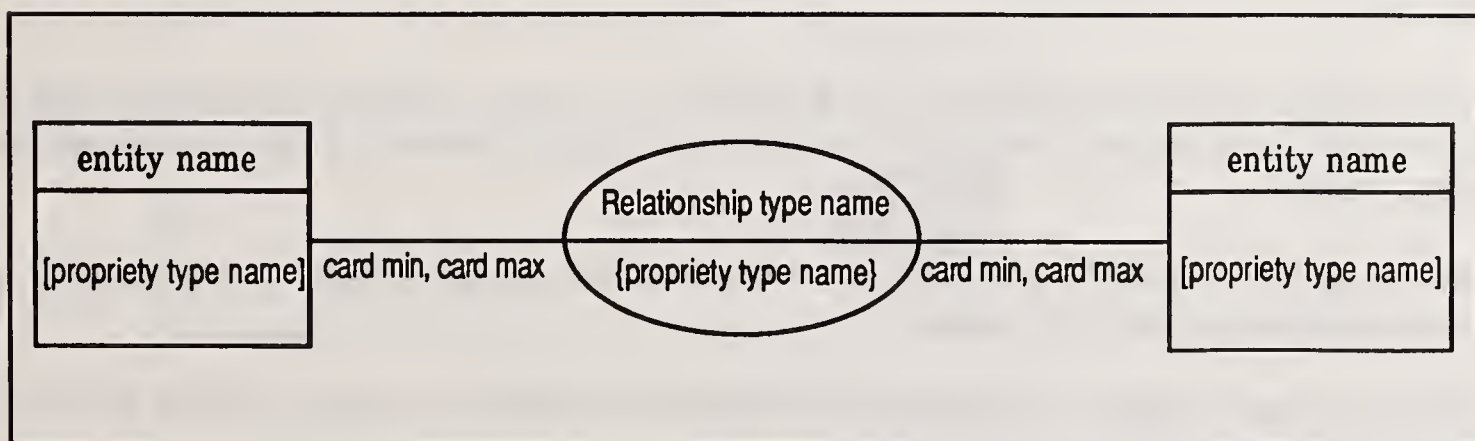 entity name
[propriety type name]
card min, card max
Relationship type name
{propriety type name}
card min, card max
entity name
[propriety type name]